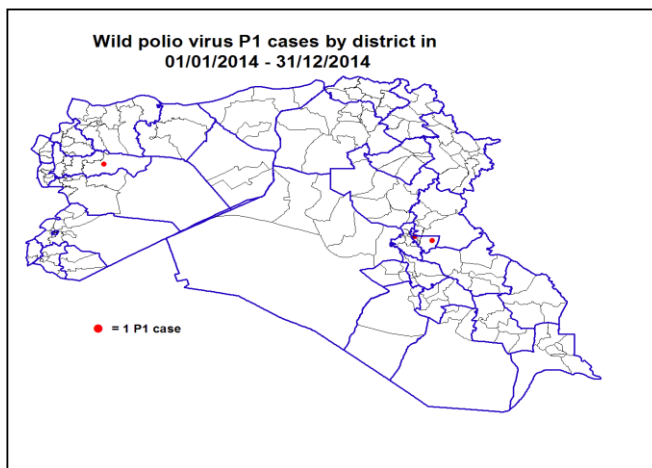 Wild polio virus P1 cases by district in
01/01/2014 - 31/12/2014
= 1 P1 case